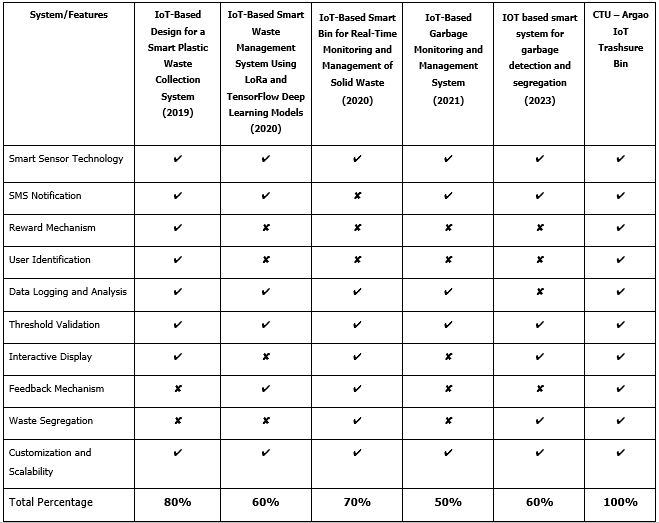 System/Features
IoT-Based
Design for a
Smart Plastic
Waste
Collection
System
(2019)
IoT-Based Smart
Waste
Management
System Using
LoRa and
TensorFlow Deep
Learning Models
(2020)
IoT-Based Smart
Bin for Real-Time
Monitoring and
Management of
Solid Waste
(2020)
IoT-Based
Garbage
Monitoring and
Management
System
(2021)
IOT based smart
system for
garbage
detection and
segregation
(2023)
CTU – Argao
IoT
Trashsure
Bin
Smart Sensor Technology ✔ ✔ ✔ ✔ ✔ ✔
SMS Notification ✔ ✔ ✘ ✔ ✔ ✔
Reward Mechanism ✔ ✘ ✘ ✘ ✘ ✔
User Identification ✔ ✘ ✘ ✘ ✘ ✔
Data Logging and Analysis ✔ ✔ ✔ ✔ ✘ ✔
Threshold Validation ✔ ✔ ✔ ✔ ✔ ✔
Interactive Display ✔ ✘ ✔ ✘ ✔ ✔
Feedback Mechanism ✘ ✔ ✔ ✘ ✘ ✔
Waste Segregation ✘ ✘ ✔ ✘ ✔ ✔
Customization and
Scalability
✔ ✔ ✔ ✔ ✔ ✔
Total Percentage 80% 60% 70% 50% 60% 100%